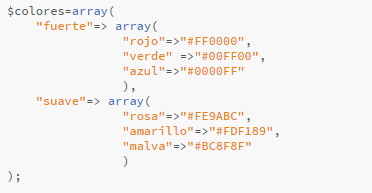 $colores=array(
    "fuerte"=> array(
                "rojo"=>"#FF0000",
                "verde" =>"#00FF00",
                "azul"=>"#0000FF"
                ),
    "suave"=> array(
                "rosa"=>"#FE9ABC",
                "amarillo"=>"#FDF189",
                "malva"=>"#BC8F8F"
                )
);